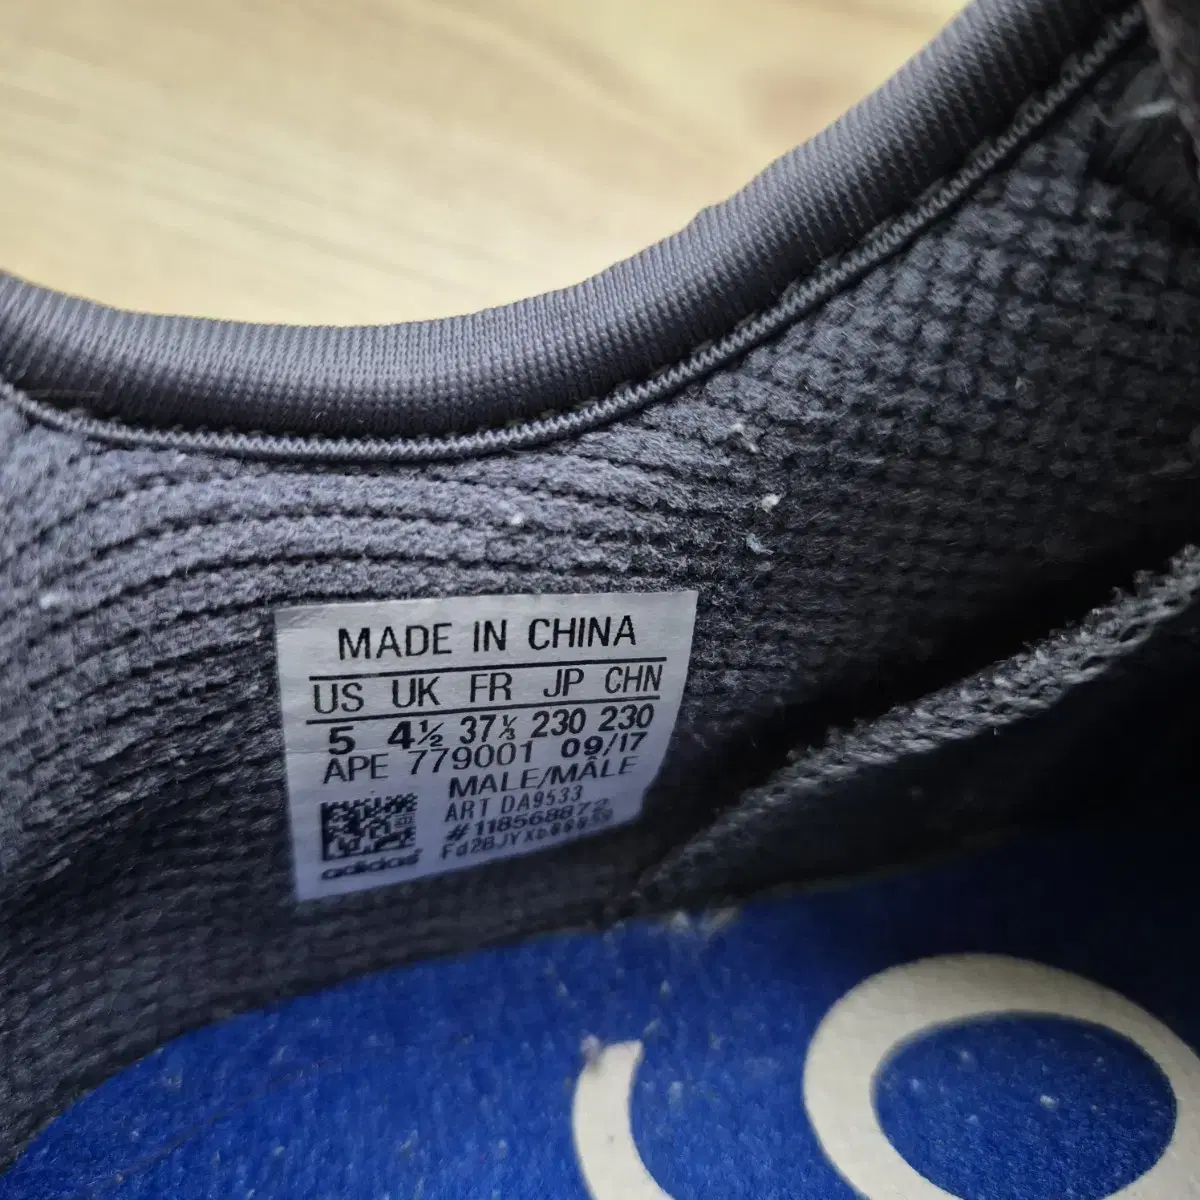 MADE IN CHINA
US UK FR JP CHN
5 4½ 37⅓ 230 230
APE 779001 09/17
MALE/MÂLE
ART DA9533
#118568872
adidas